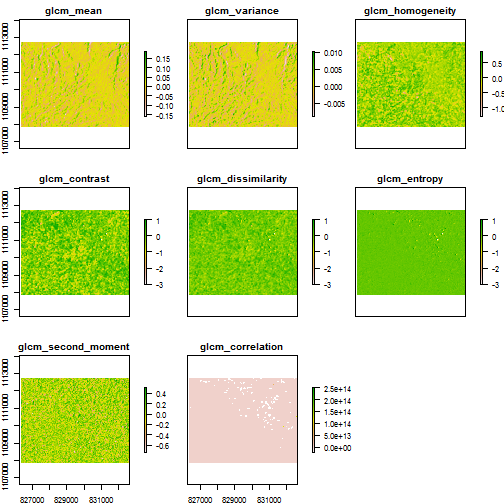 glcm_mean
1107000 1109000 1111000 1113000
0.15
0.10
0.05
0.00
-0.05
-0.10
-0.15
glcm_variance
0.010
0.005
0.000
-0.005
glcm_homogeneity
0.5
0.0
-0.5
-1.0
glcm_contrast
1107000 1109000 1111000 1113000
1
0
-1
-2
-3
glcm_dissimilarity
1
0
-1
-2
-3
glcm_entropy
1
0
-1
-2
-3
glcm_second_moment
1107000 1109000 1111000 1113000
0.4
0.2
0.0
-0.2
-0.4
-0.6
827000 829000 831000
glcm_correlation
2.5e+14
2.0e+14
1.5e+14
1.0e+14
5.0e+13
0.0e+00
827000 829000 831000